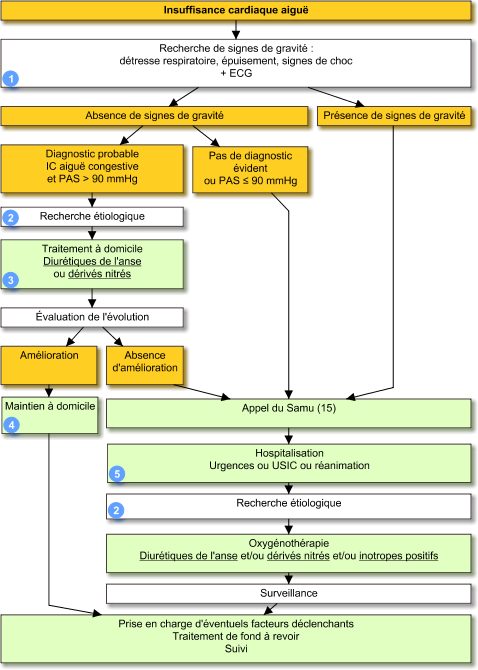 Insuffisance cardiaque aiguë
Recherche de signes de gravité :
détresse respiratoire, épuisement, signes de choc
+ ECG
1
Absence de signes de gravité
Présence de signes de gravité
Diagnostic probable
IC aiguë congestive
et PAS > 90 mmHg
Pas de diagnostic
évident
ou PAS ≤ 90 mmHg
2
Recherche étiologique
Traitement à domicile
Diurétiques de l'anse
ou dérivés nitrés
3
Évaluation de l'évolution
Amélioration
Absence
d'amélioration
Maintien à domicile
4
Appel du Samu (15)
Hospitalisation
Urgences ou USIC ou réanimation
5
2
Recherche étiologique
Oxygénothérapie
Diurétiques de l'anse et/ou dérivés nitrés et/ou inotropes positifs
Surveillance
Prise en charge d'éventuels facteurs déclenchants
Traitement de fond à revoir
Suivi